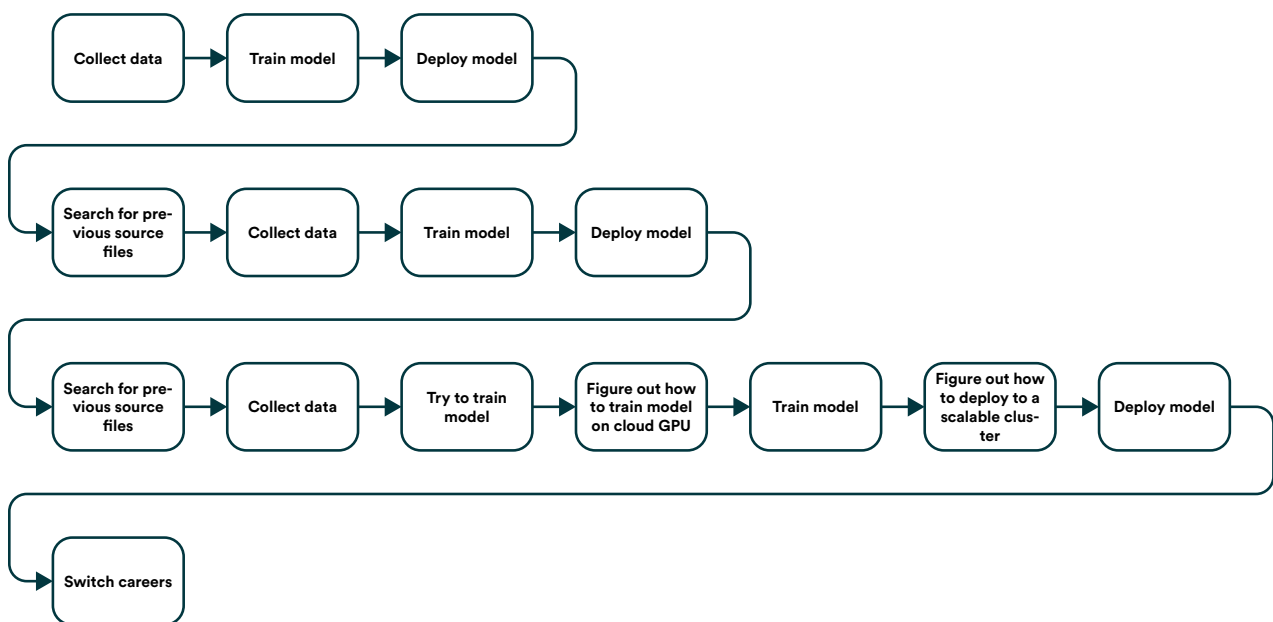 Collect data
Train model
Deploy model
Search for pre-
vious source
files
Collect data
Train model
Deploy model
Search for pre-
vious source
files
Collect data
Try to train
model
Figure out how
to train model
on cloud GPU
Train model
Figure out how
to deploy to a
scalable clus-
ter
Deploy model
Switch careers